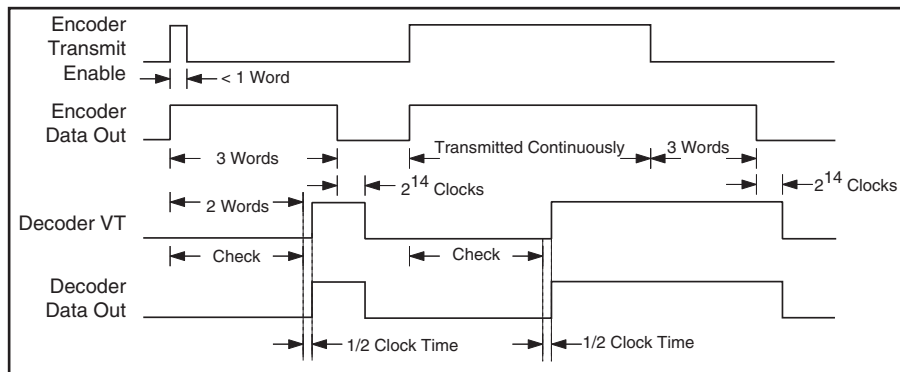 Encoder
Transmit
Enable
< 1 Word
Encoder
Data Out
3 Words
Transmitted Continuously
3 Words
2^14 Clocks
2^14 Clocks
2 Words
Decoder VT
Check
Check
Decoder
Data Out
1/2 Clock Time
1/2 Clock Time